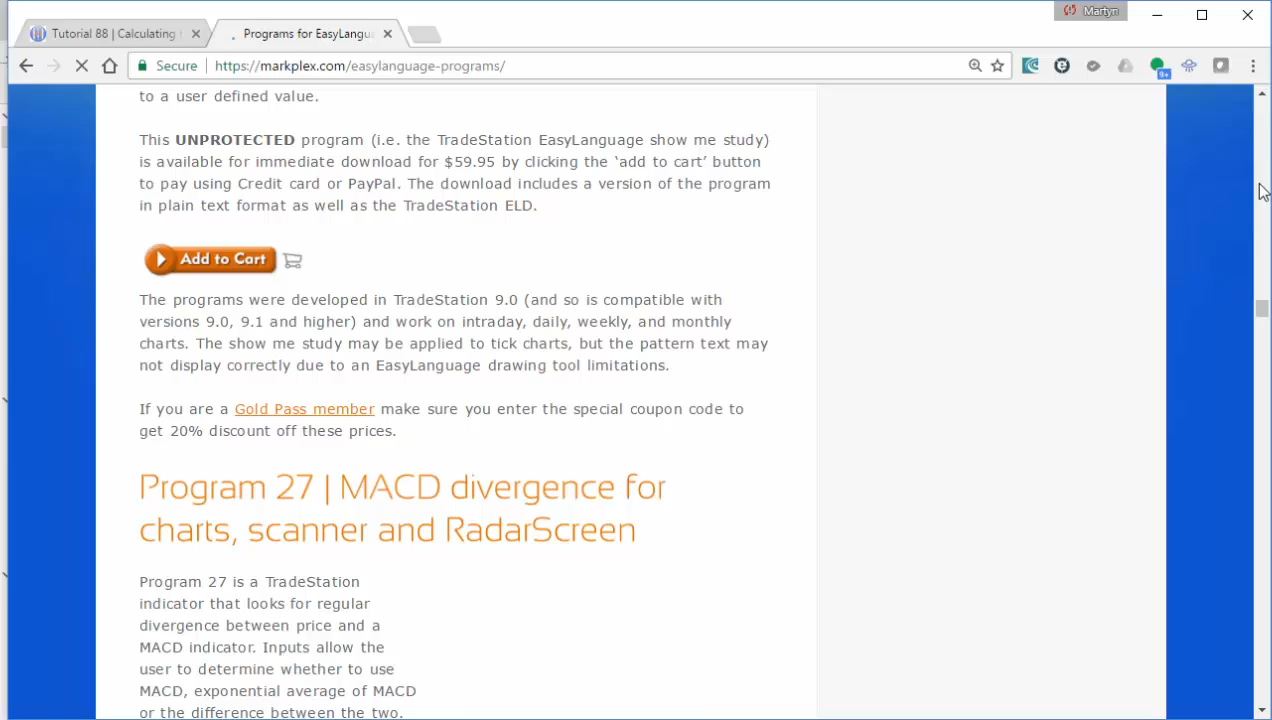 Martyn
Tutorial 88 | Calculating
Programs for EasyLangu
Secure
https://markplex.com/easylanguage-programs/
9+
to a user defined value.
This UNPROTECTED program (i.e. the TradeStation EasyLanguage show me study)
is available for immediate download for $59.95 by clicking the ‘add to cart’ button
to pay using Credit card or PayPal. The download includes a version of the program
in plain text format as well as the TradeStation ELD.
Add to Cart
The programs were developed in TradeStation 9.0 (and so is compatible with
versions 9.0, 9.1 and higher) and work on intraday, daily, weekly, and monthly
charts. The show me study may be applied to tick charts, but the pattern text may
not display correctly due to an EasyLanguage drawing tool limitations.
If you are a Gold Pass member make sure you enter the special coupon code to
get 20% discount off these prices.
Program 27 | MACD divergence for
charts, scanner and RadarScreen
Program 27 is a TradeStation
indicator that looks for regular
divergence between price and a
MACD indicator. Inputs allow the
user to determine whether to use
MACD, exponential average of MACD
or the difference between the two.